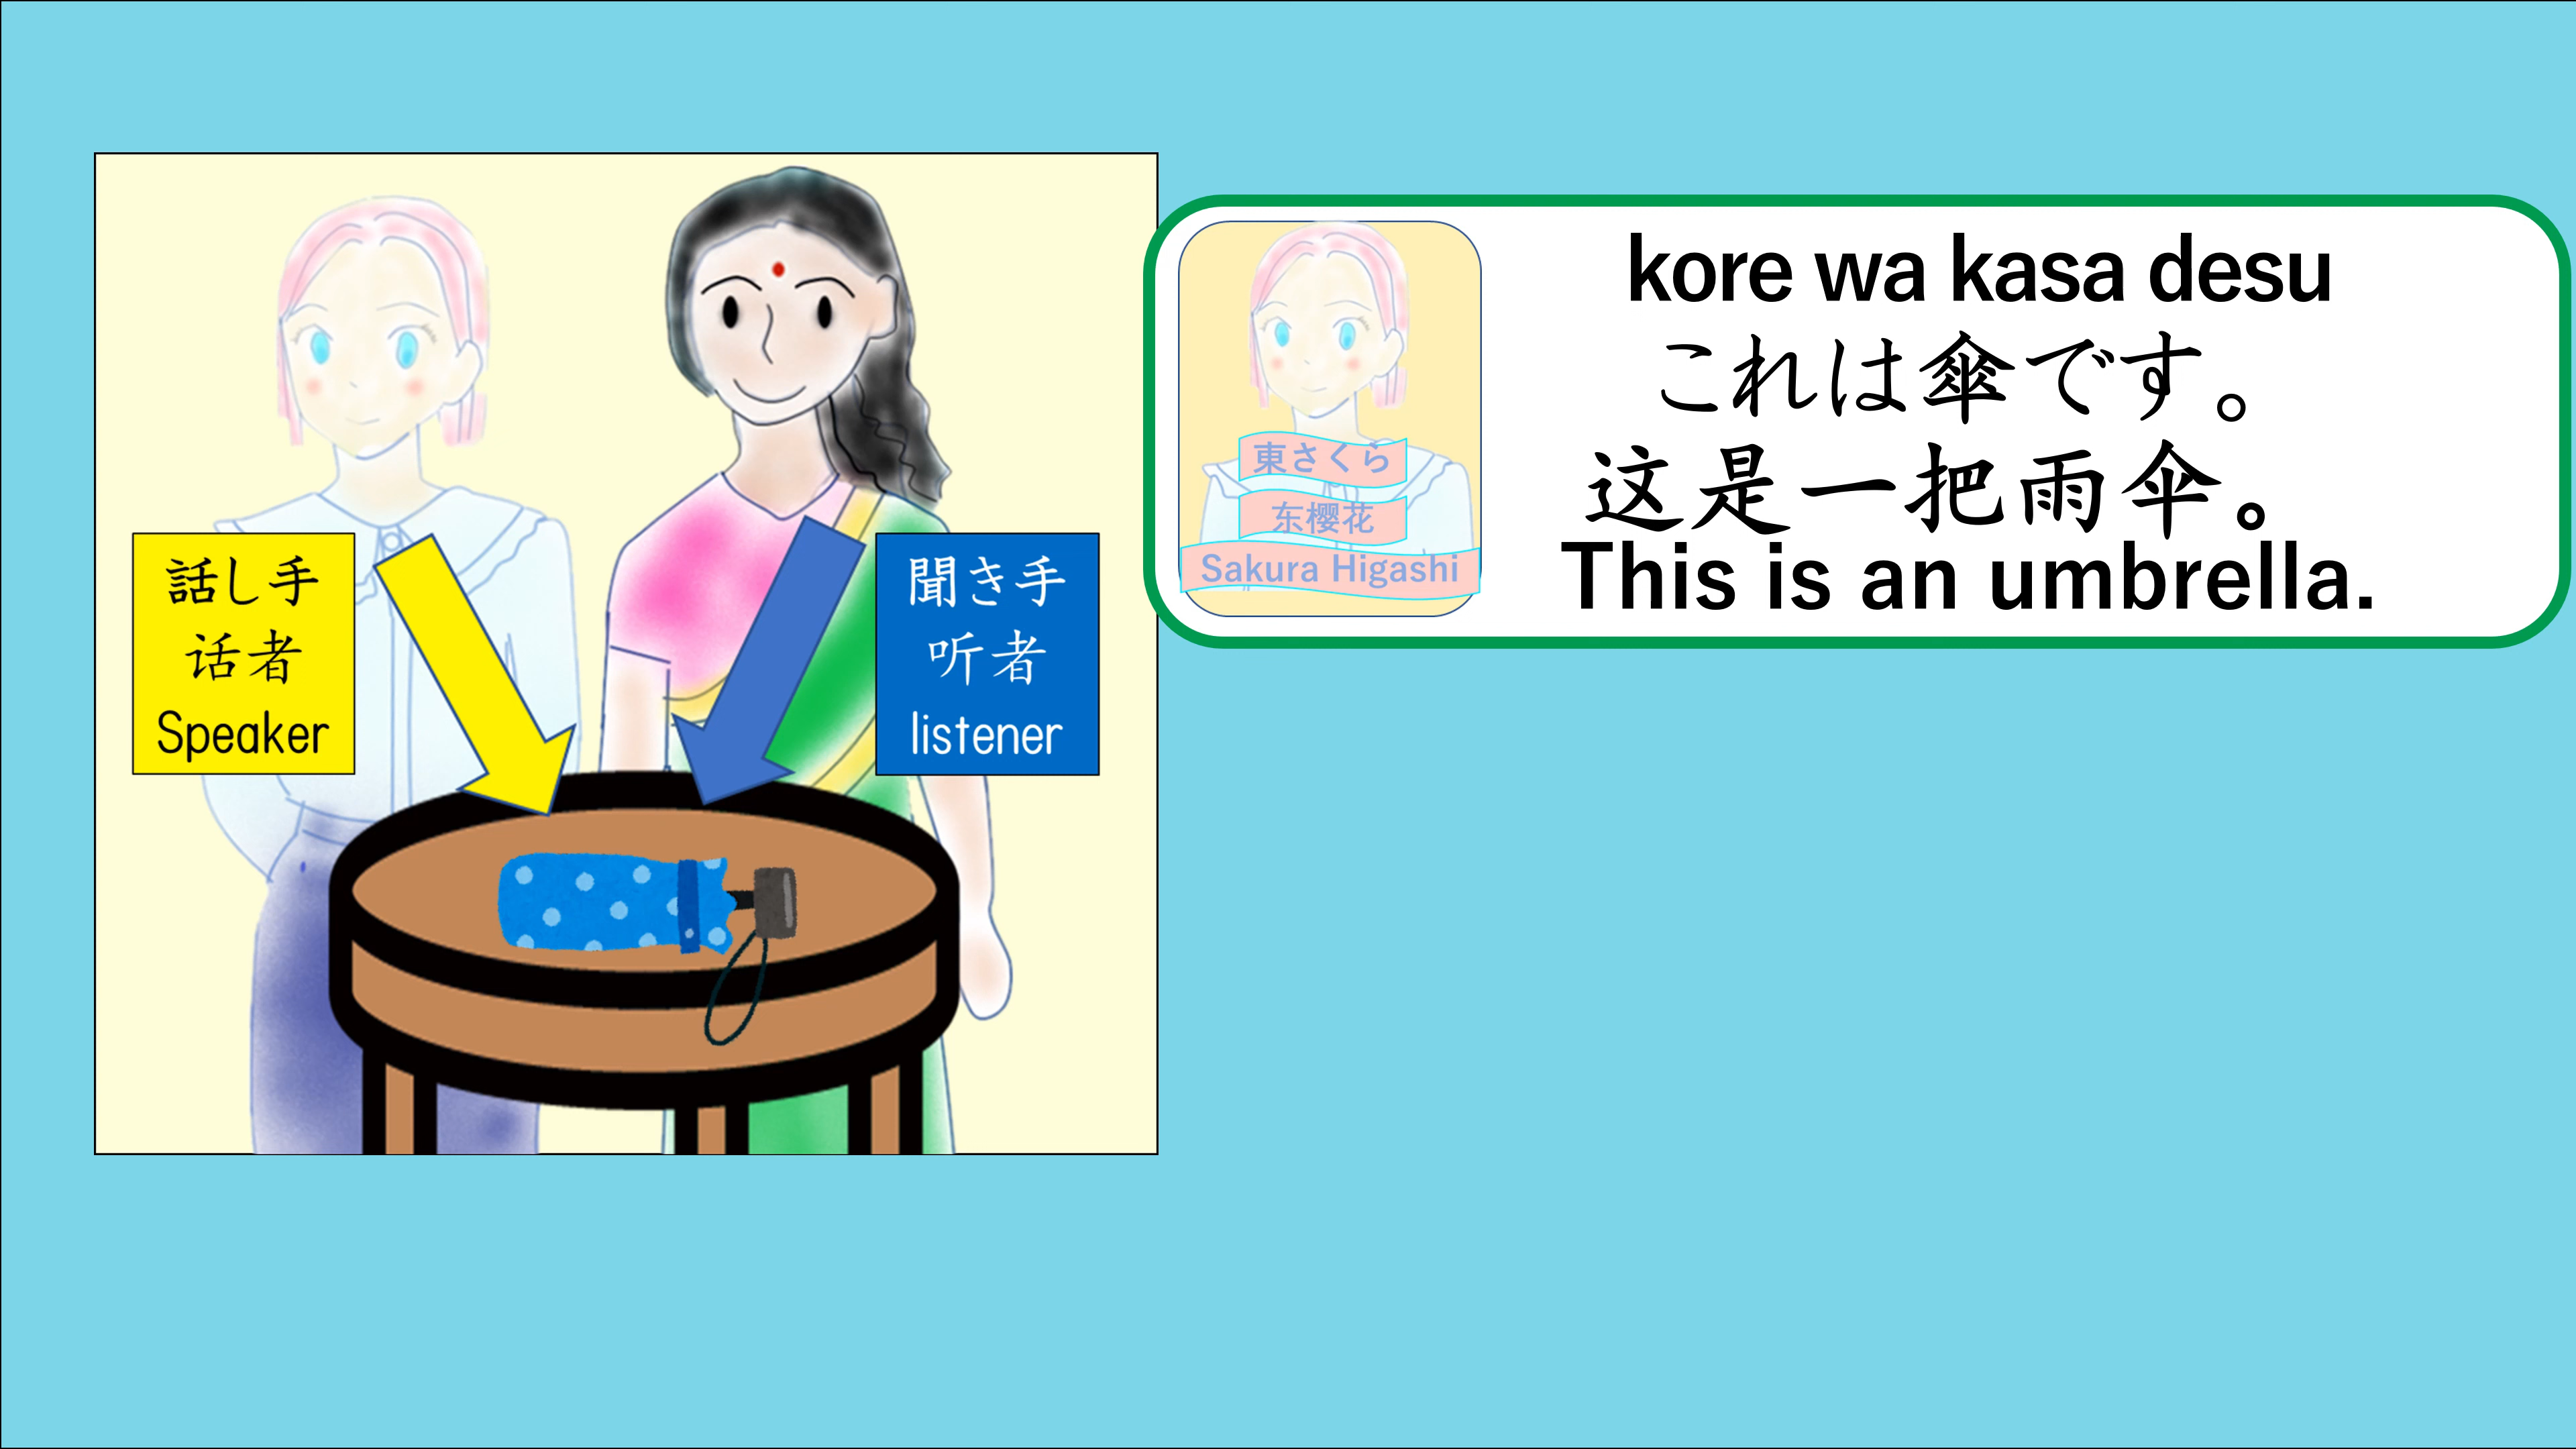 話し手
话者
Speaker
聞き手
听者
listener
東さくら
东樱花
Sakura Higashi
kore wa kasa desu
これは傘です。
这是一把雨伞。
This is an umbrella.